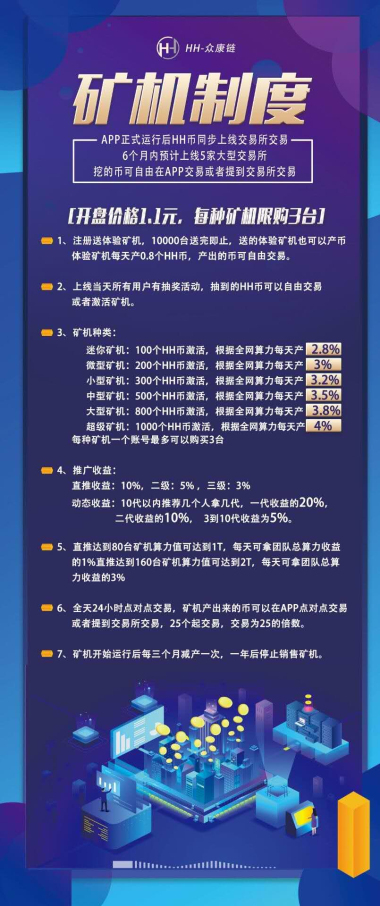 HH-众康链
矿机制度
APP正式运行后HH币同步上线交易所交易
6个月内预计上线5家大型交易所
挖的币可自由在APP交易或者提到交易所交易
【开盘价格1.1元，每种矿机限购3台】
1、注册送体验矿机，10000台送完即止，送的体验矿机也可以产币
体验矿机每天产0.8个HH币，产出的币可自由交易。
2、上线当天所有用户有抽奖活动，抽到的HH币可以自由交易
或者激活矿机。
3、矿机种类：
迷你矿机：100个HH币激活，根据全网算力每天产 2.8%
微型矿机：200个HH币激活，根据全网算力每天产 3%
小型矿机：300个HH币激活，根据全网算力每天产 3.2%
中型矿机：500个HH币激活，根据全网算力每天产 3.5%
大型矿机：800个HH币激活，根据全网算力每天产 3.8%
超级矿机：1000个HH币激活，根据全网算力每天产 4%
每种矿机一个账号最多可以购买3台
4、推广收益：
直推收益：10%，二级：5%，三级：3%
动态收益：10代以内推荐几个人拿几代，一代收益的20%，
二代收益的10%， 3到10代收益为5%。
5、直推达到80台矿机算力值可达到1T，每天可拿团队总算力收益
的1%直推达到160台矿机算力值可达到2T，每天可拿团队总算
力收益的3%
6、全天24小时点对点交易，矿机产出来的币可以在APP点对点交易
或者提到交易所交易，25个起交易，交易为25的倍数。
7、矿机开始运行后每三个月减产一次，一年后停止销售矿机。